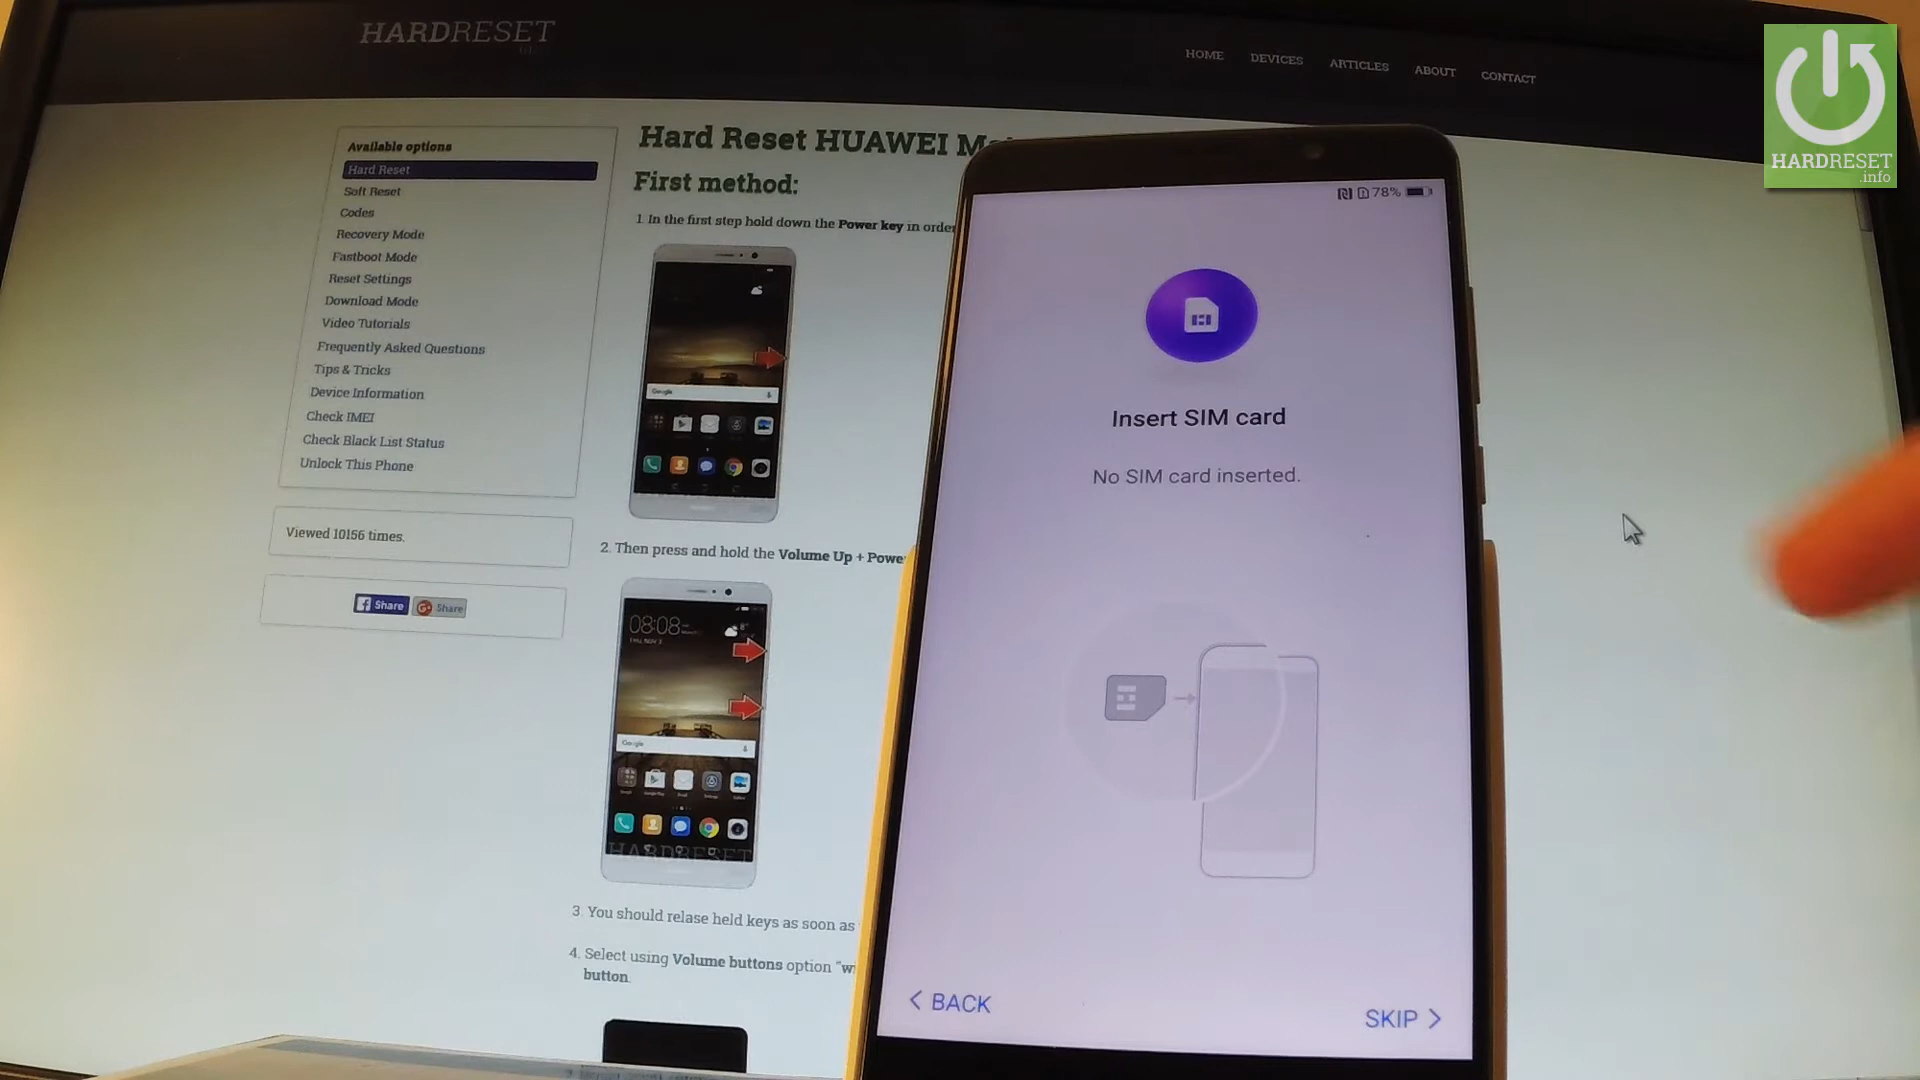 HARDRESET
HOME DEVICES ARTICLES ABOUT CONTACT
HARDRESET
.info
Available options
Hard Reset
Soft Reset
Codes
Recovery Mode
Fastboot Mode
Reset Settings
Download Mode
Video Tutorials
Frequently Asked Questions
Tips & Tricks
Device Information
Check IMEI
Check Black List Status
Unlock This Phone
Viewed 10156 times.
Share Share
Hard Reset HUAWEI
First method:
1. In the first step hold down the Power key in order
Google
2. Then press and hold the Volume Up + Power
08:08
Google
HARDRESET
3. You should relase held keys as soon as
4. Select using Volume buttons option "w
button.
78%
Insert SIM card
No SIM card inserted.
< BACK
SKIP >